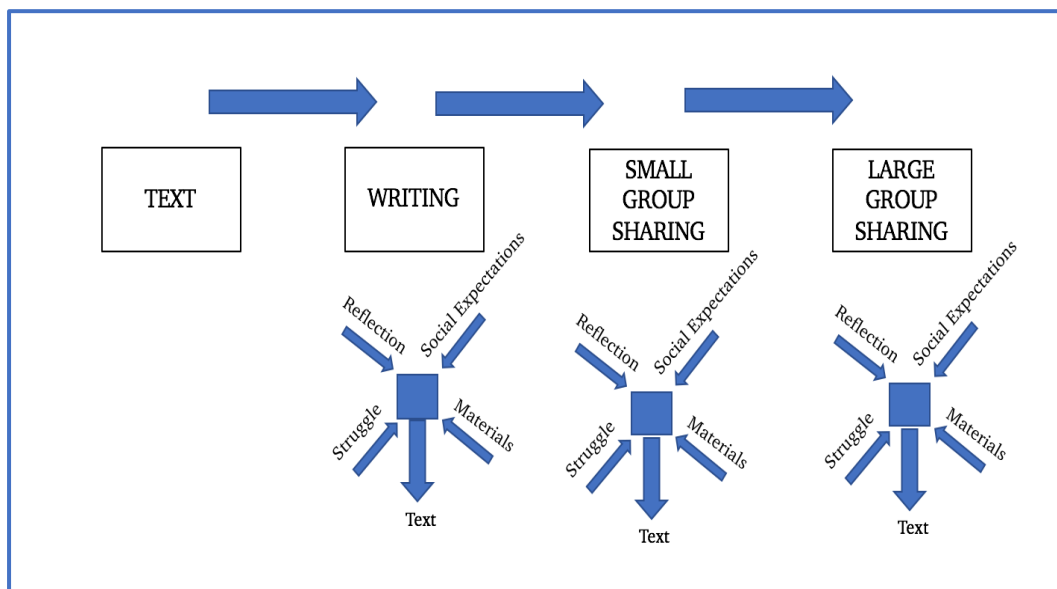 TEXT
WRITING
SMALL
GROUP
SHARING
LARGE
GROUP
SHARING
Reflection
Social Expectations
Struggle
Materials
Text
Reflection
Social Expectations
Struggle
Materials
Text
Reflection
Social Expectations
Struggle
Materials
Text